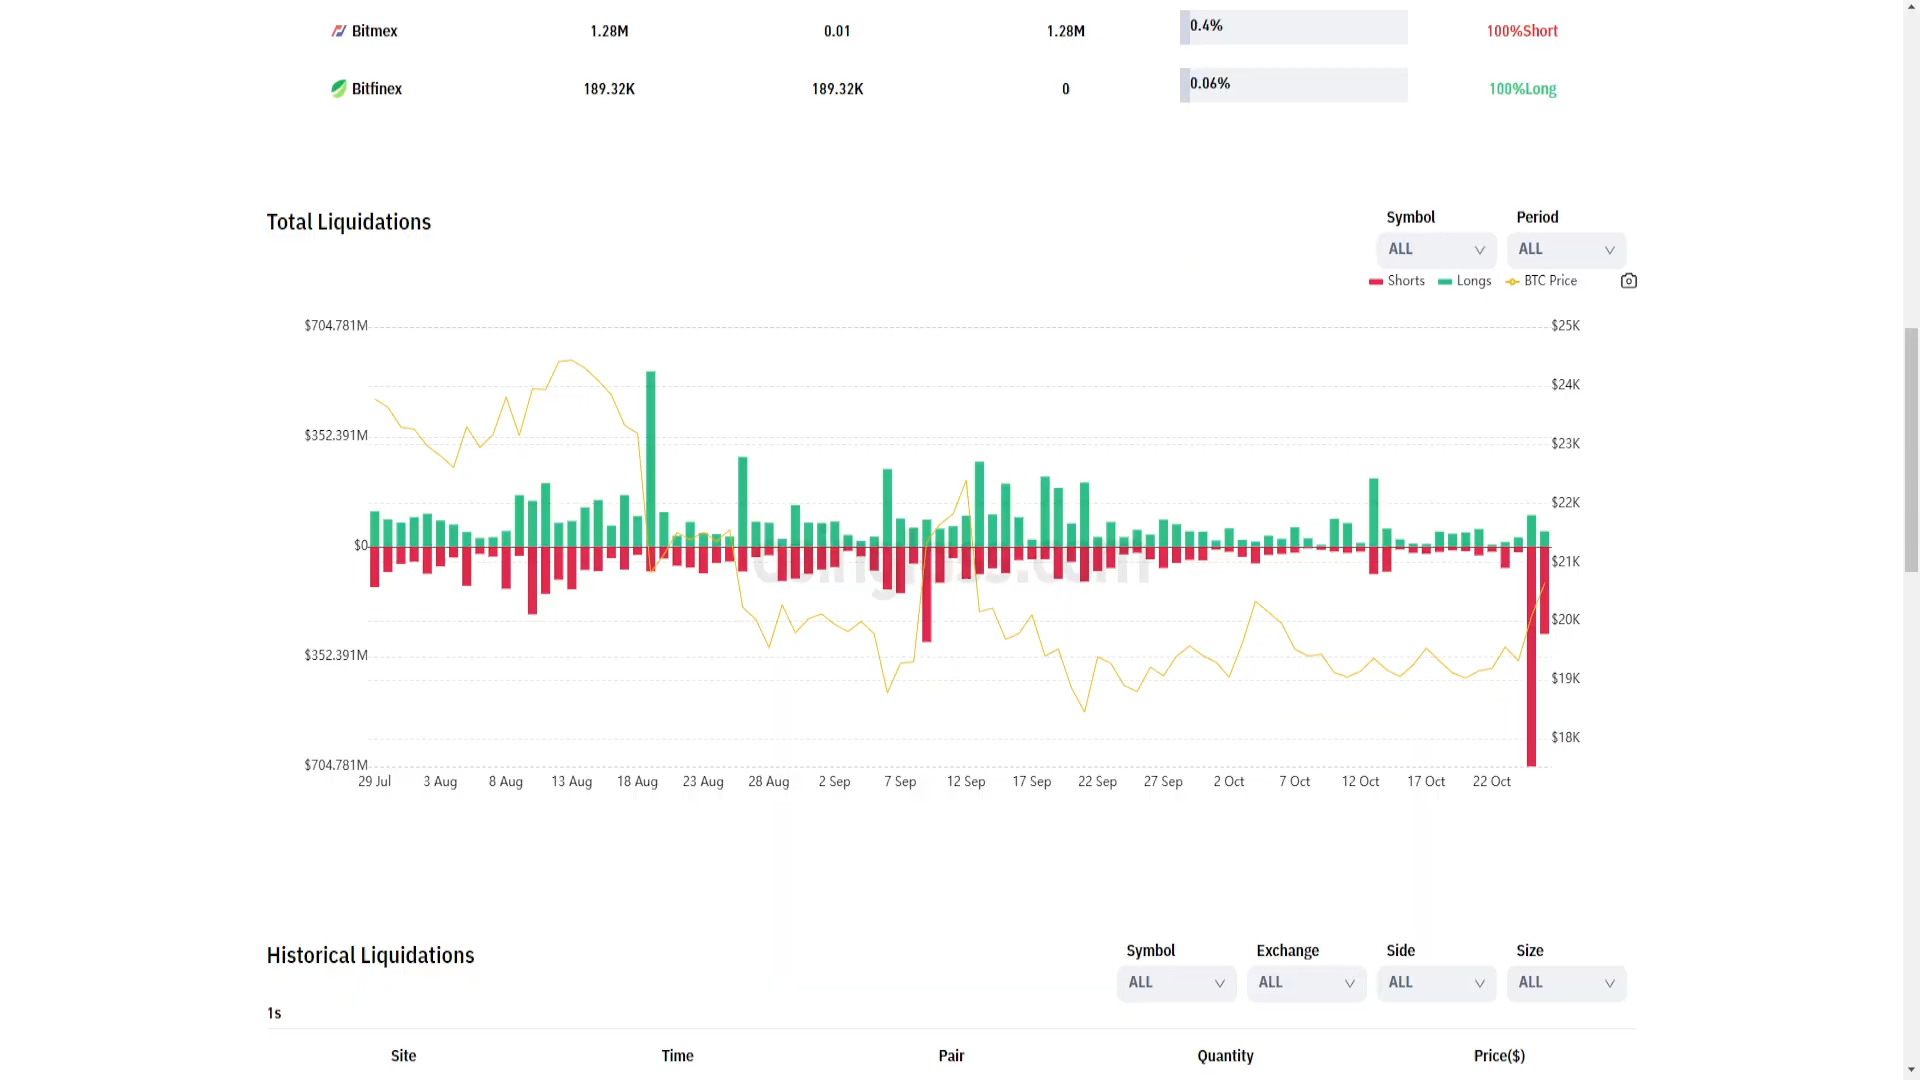 Bitmex 1.28M 0.01 1.28M 0.4% 100%Short
Bitfinex 189.32K 189.32K 0 0.06% 100%Long
Total Liquidations
Symbol Period
ALL ALL
Shorts Longs BTC Price
$704.781M $25K
$24K
$352.391M
$23K
$22K
$0
$21K
coinglass.com
$20K
$352.391M
$19K
$18K
$704.781M
29 Jul 3 Aug 8 Aug 13 Aug 18 Aug 23 Aug 28 Aug 2 Sep 7 Sep 12 Sep 17 Sep 22 Sep 27 Sep 2 Oct 7 Oct 12 Oct 17 Oct 22 Oct
Historical Liquidations
Symbol Exchange Side Size
ALL ALL ALL ALL
1s
Site Time Pair Quantity Price($)